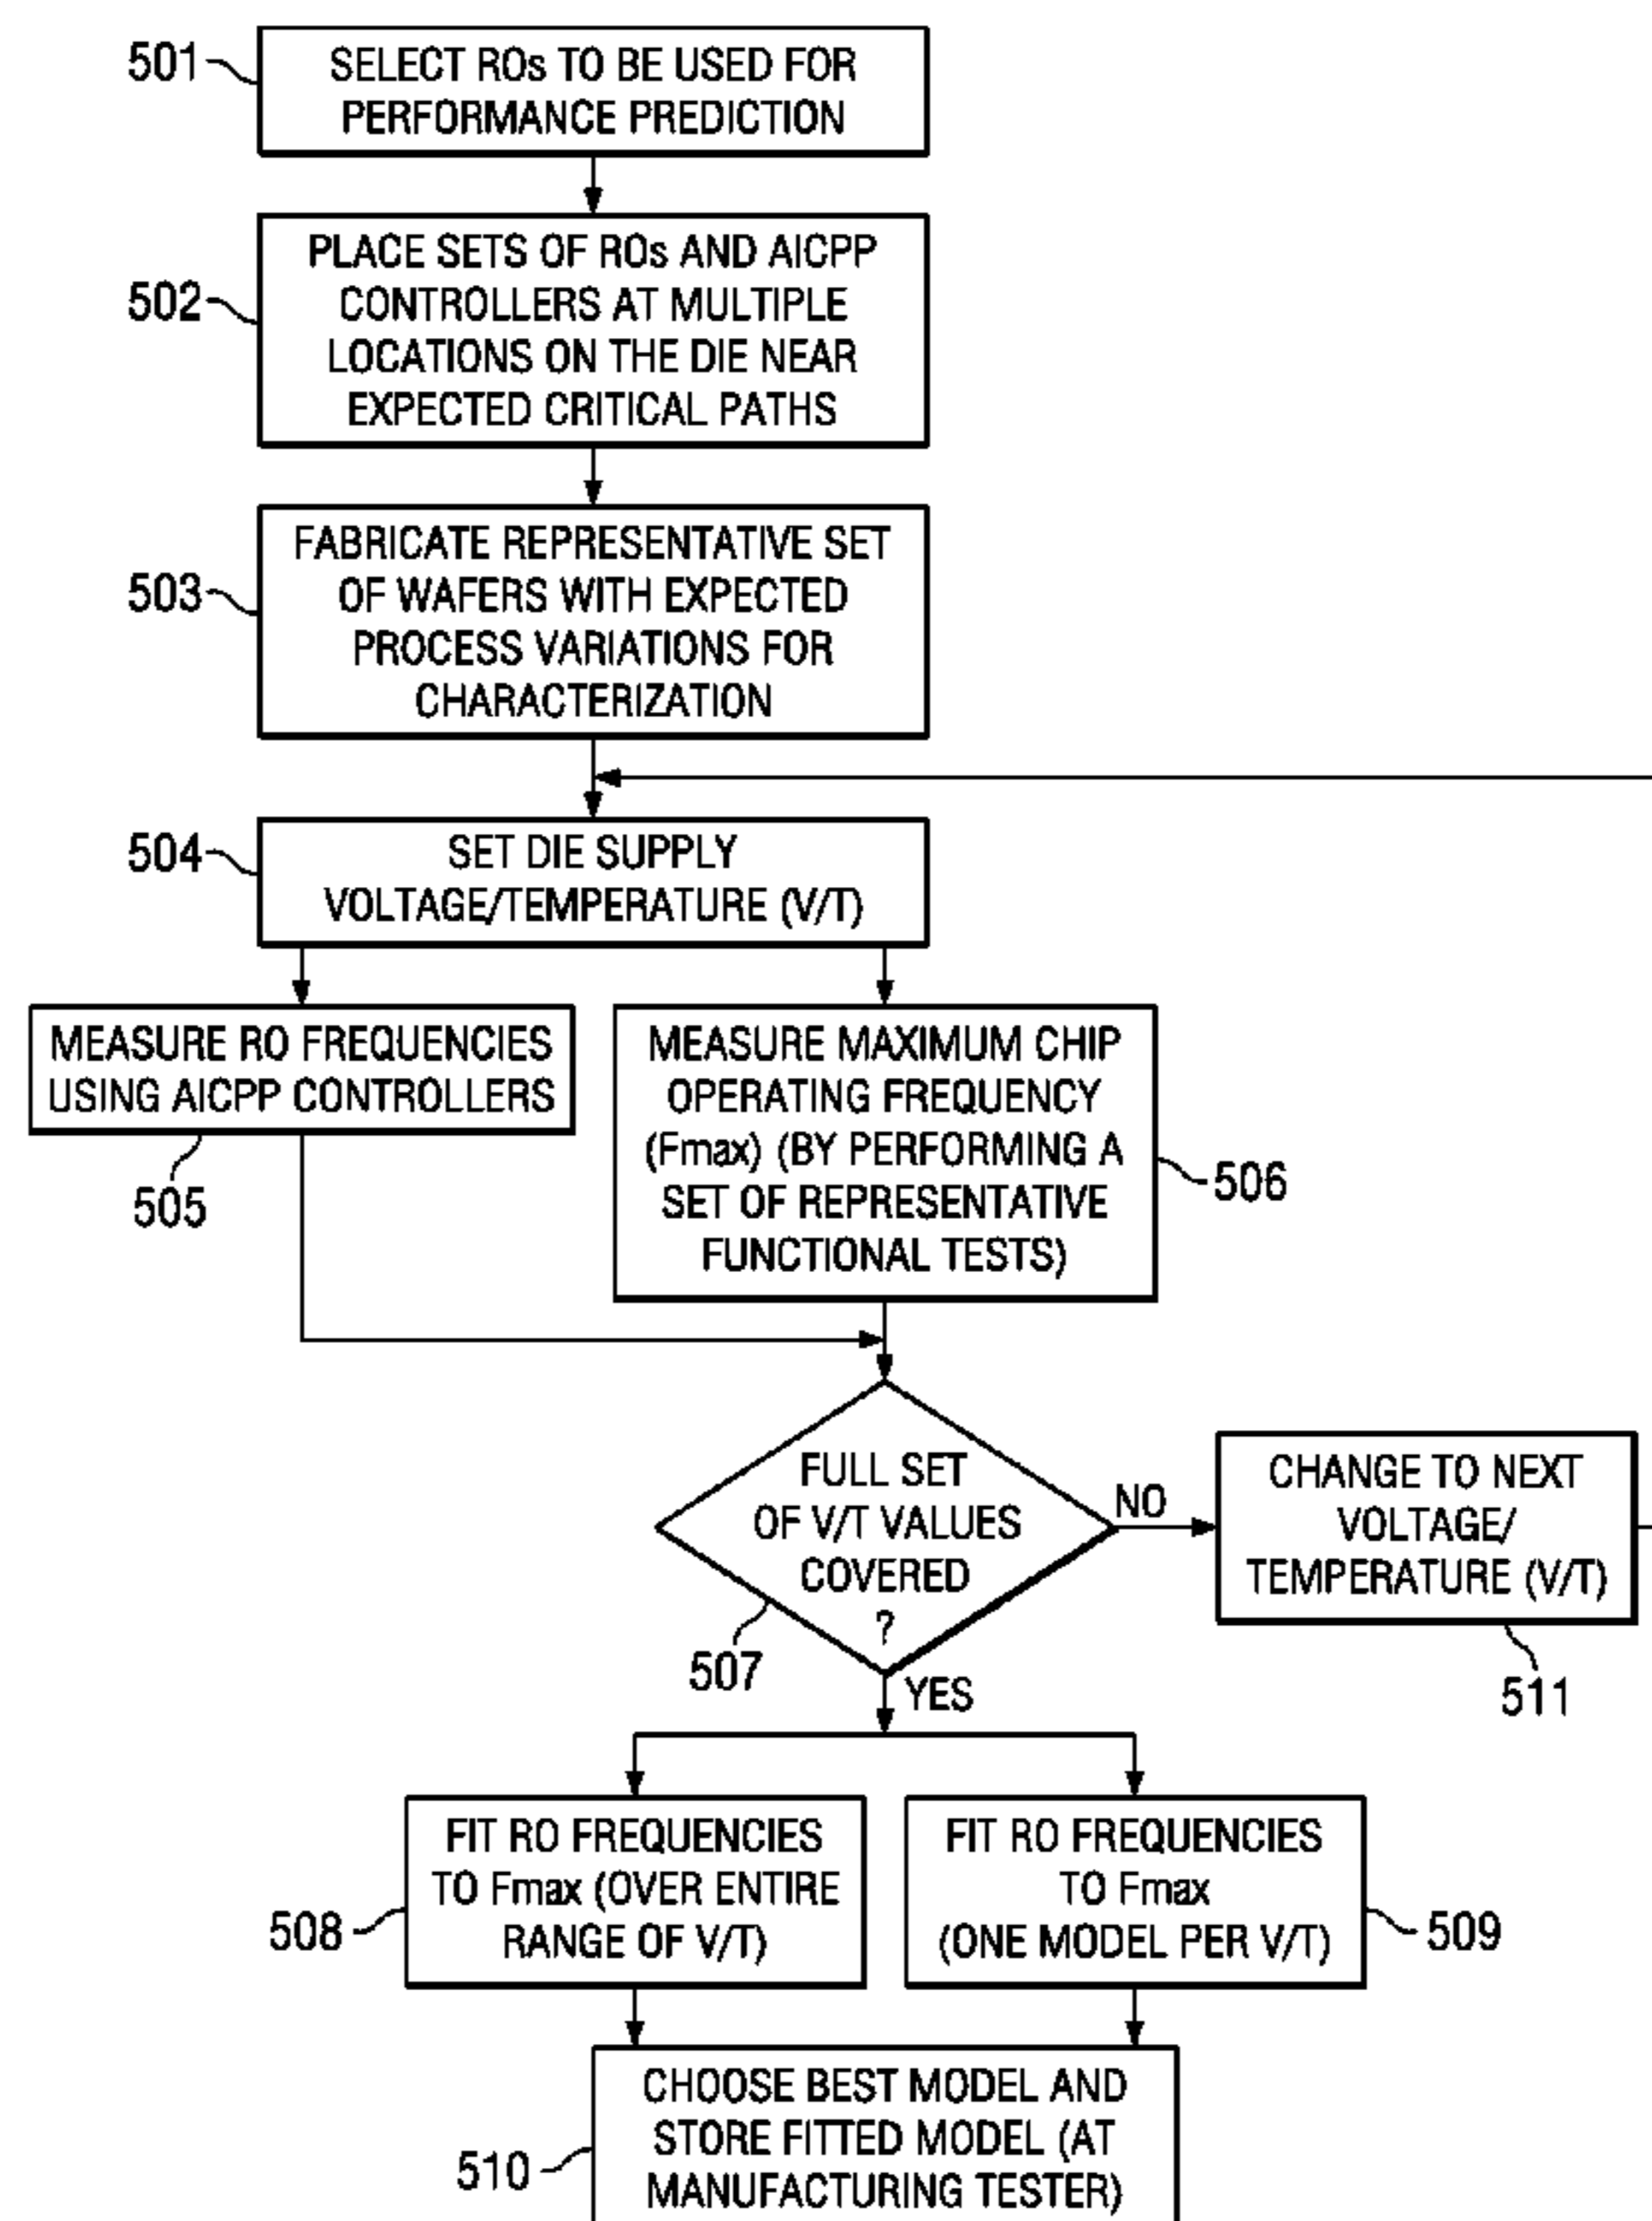 501
SELECT ROs TO BE USED FOR
PERFORMANCE PREDICTION
502
PLACE SETS OF ROs AND AICPP
CONTROLLERS AT MULTIPLE
LOCATIONS ON THE DIE NEAR
EXPECTED CRITICAL PATHS
503
FABRICATE REPRESENTATIVE SET
OF WAFERS WITH EXPECTED
PROCESS VARIATIONS FOR
CHARACTERIZATION
504
SET DIE SUPPLY
VOLTAGE/TEMPERATURE (V/T)
MEASURE RO FREQUENCIES
USING AICPP CONTROLLERS
505
MEASURE MAXIMUM CHIP
OPERATING FREQUENCY
(Fmax) (BY PERFORMING A
SET OF REPRESENTATIVE
FUNCTIONAL TESTS)
506
FULL SET
OF V/T VALUES
COVERED
?
507
NO
CHANGE TO NEXT
VOLTAGE/
TEMPERATURE (V/T)
511
YES
FIT RO FREQUENCIES
TO Fmax (OVER ENTIRE
RANGE OF V/T)
508
FIT RO FREQUENCIES
TO Fmax
(ONE MODEL PER V/T)
509
CHOOSE BEST MODEL AND
STORE FITTED MODEL (AT
MANUFACTURING TESTER)
510